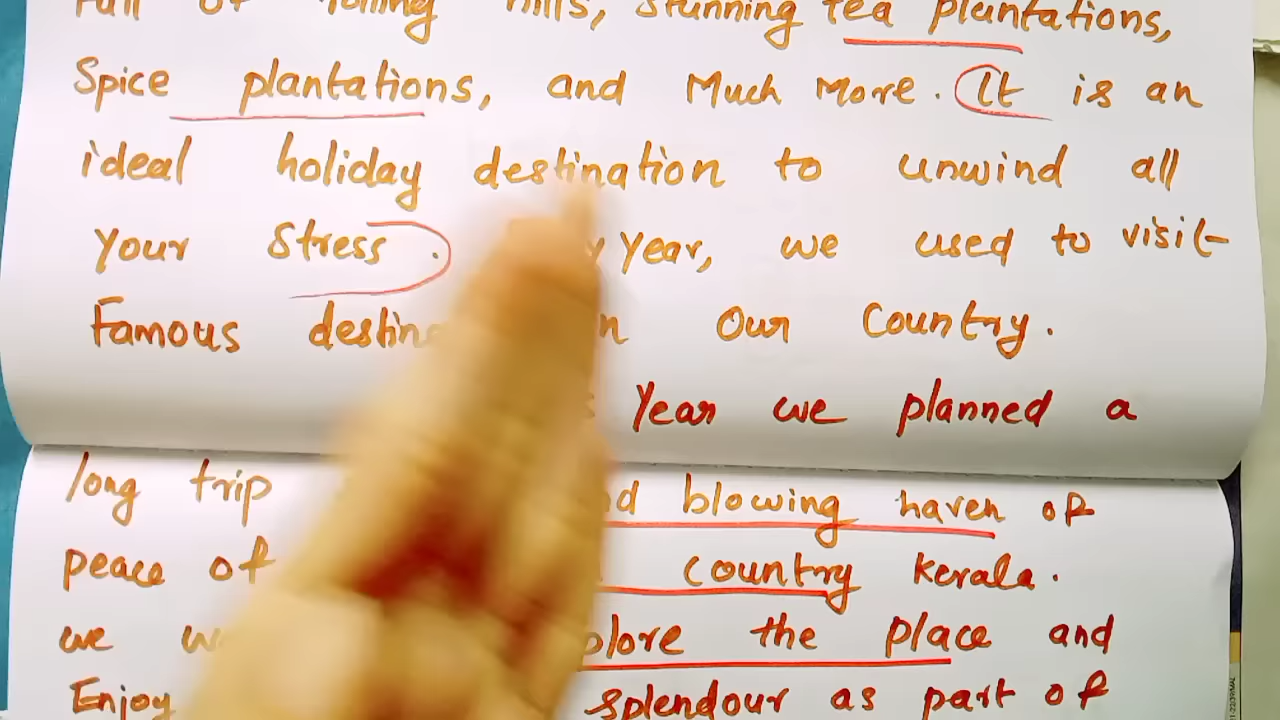 Full of rolling hills, stunning tea plantations,
Spice plantations, and Much More. It is an
ideal holiday destination to unwind all
your stress. year, we used to visit
Famous our Country.
Year we planned a
long trip blowing haven of
peace of country kerala.
we the place and
Enjoy splendour as part of